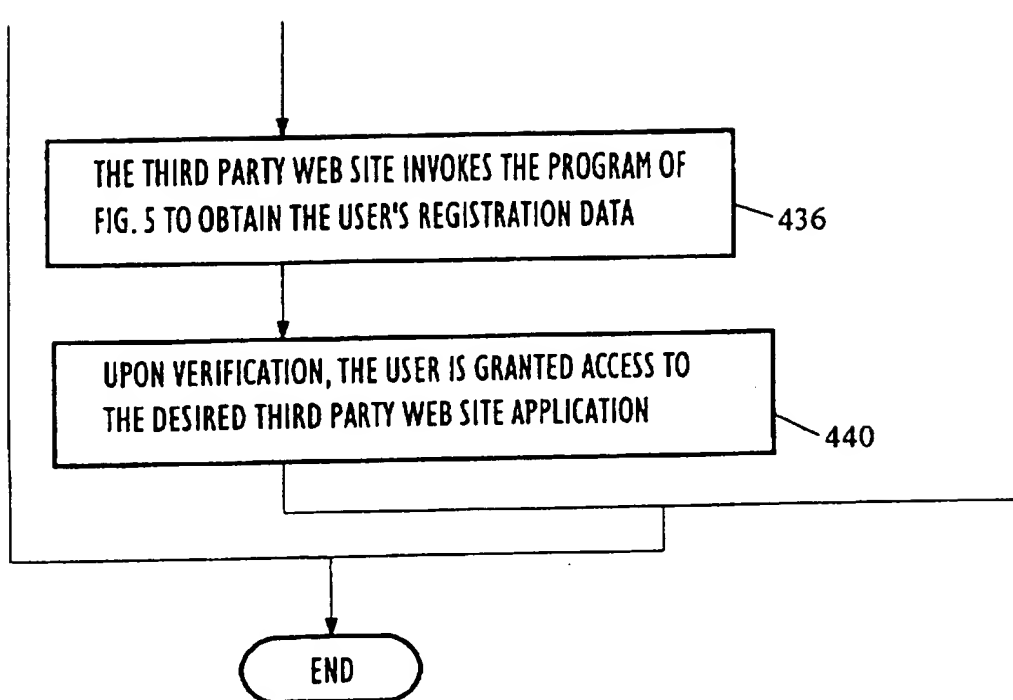 THE THIRD PARTY WEB SITE INVOKES THE PROGRAM OF
FIG. 5 TO OBTAIN THE USER'S REGISTRATION DATA
436
UPON VERIFICATION, THE USER IS GRANTED ACCESS TO
THE DESIRED THIRD PARTY WEB SITE APPLICATION
440
END